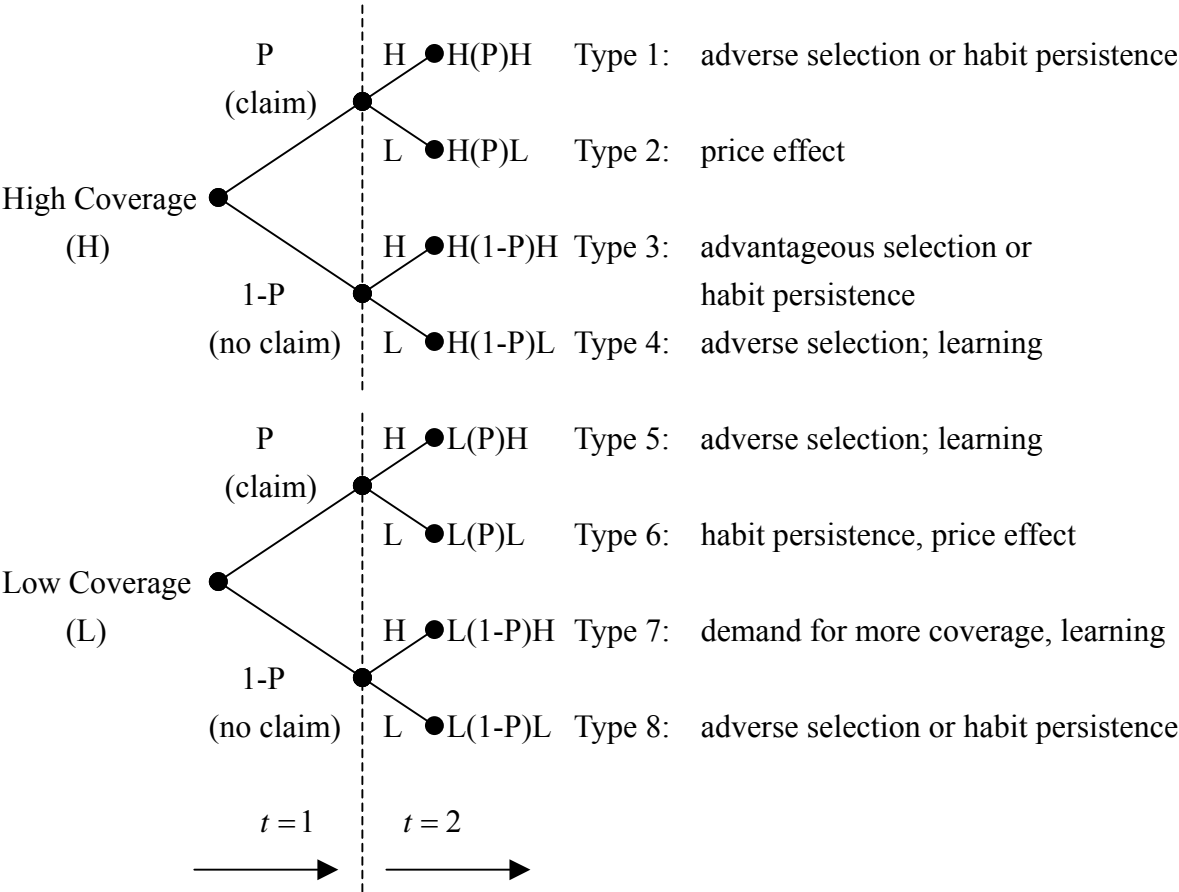 P H H(P)H Type 1: adverse selection or habit persistence
(claim)
L H(P)L Type 2: price effect
High Coverage
(H) H H(1-P)H Type 3: advantageous selection or
1-P habit persistence
(no claim) L H(1-P)L Type 4: adverse selection; learning
P H L(P)H Type 5: adverse selection; learning
(claim)
L L(P)L Type 6: habit persistence, price effect
Low Coverage
(L) H L(1-P)H Type 7: demand for more coverage, learning
1-P
(no claim) L L(1-P)L Type 8: adverse selection or habit persistence
t = 1 t = 2